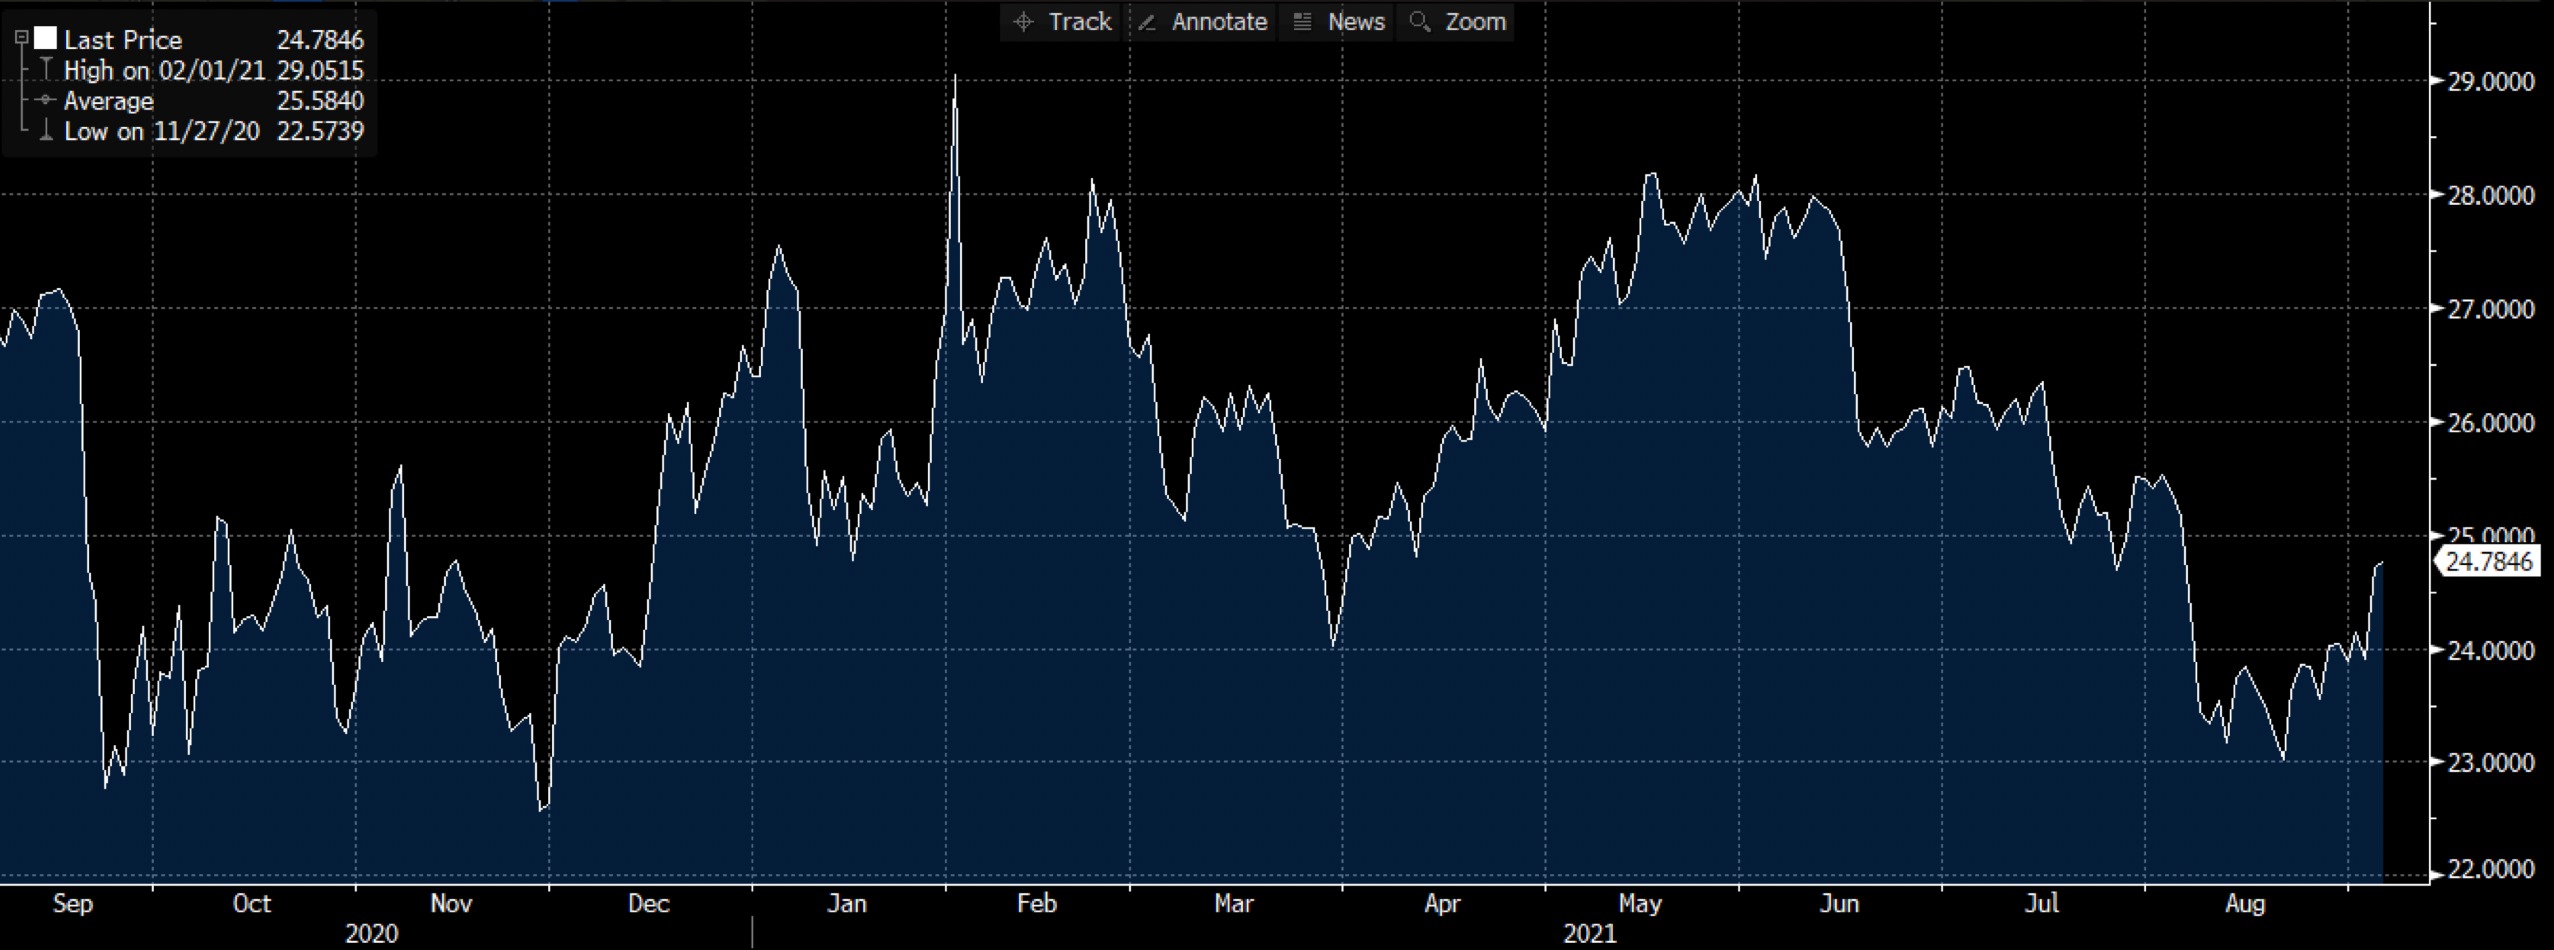 Track Annotate News Zoom
Last Price 24.7846
High on 02/01/21 29.0515
Average 25.5840
Low on 11/27/20 22.5739
29.0000
28.0000
27.0000
26.0000
25.0000
24.7846
24.0000
23.0000
22.0000
Sep Oct Nov Dec Jan Feb Mar Apr May Jun Jul Aug
2020 2021